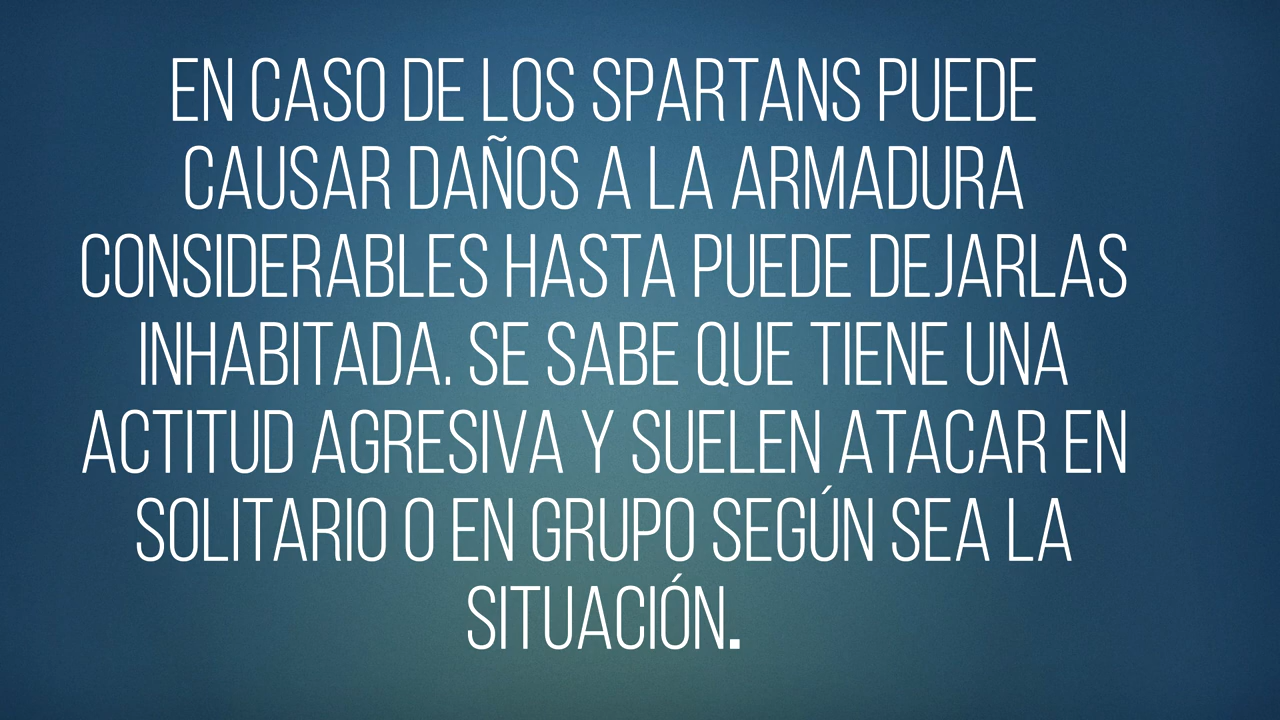 EN CASO DE LOS SPARTANS PUEDE
CAUSAR DAÑOS A LA ARMADURA
CONSIDERABLES HASTA PUEDE DEJARLAS
INHABITADA. SE SABE QUE TIENE UNA
ACTITUD AGRESIVA Y SUELEN ATACAR EN
SOLITARIO O EN GRUPO SEGÚN SEA LA
SITUACIÓN.